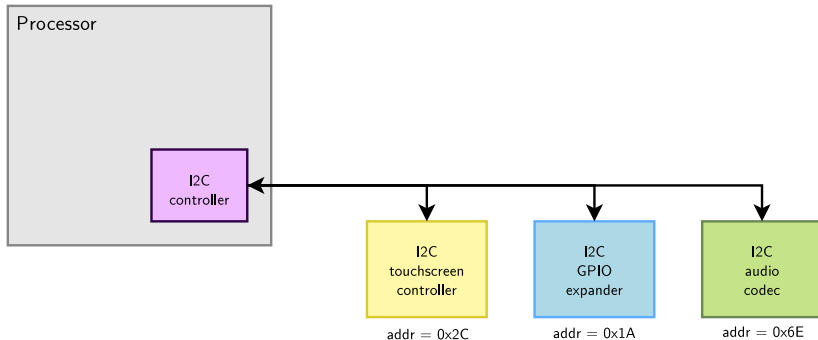 Processor
I2C
controller
I2C
touchscreen
controller
I2C
GPIO
expander
I2C
audio
codec
addr = 0x2C
addr = 0x1A
addr = 0x6E